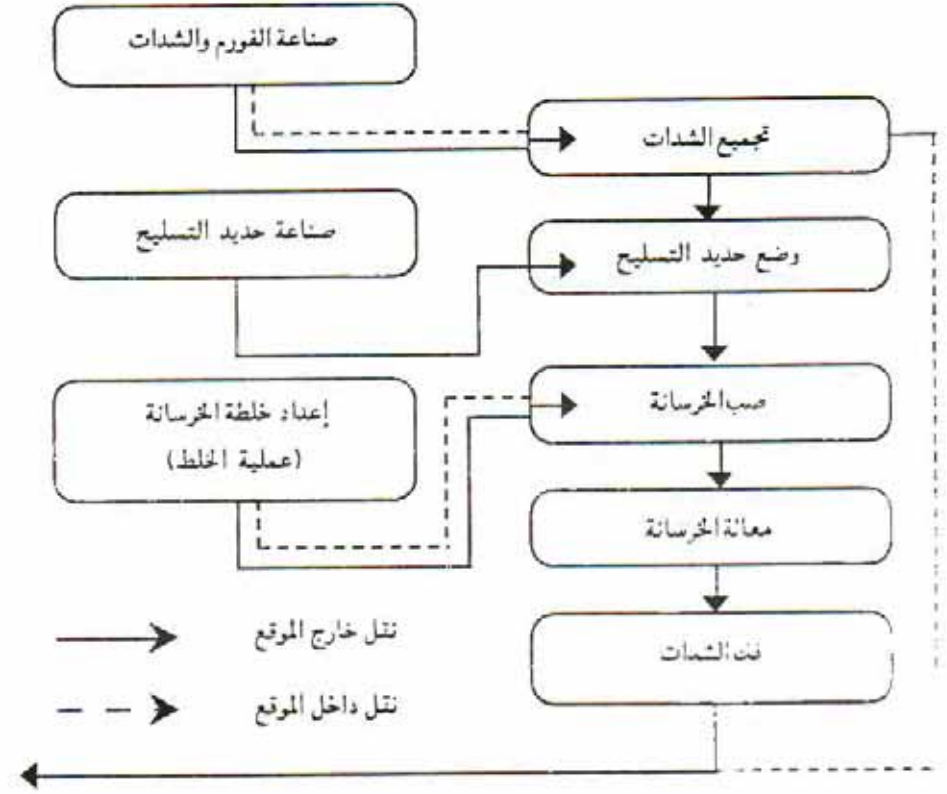 صناعة الفورم والشدات
تجميع الشدات
صناعة حديد التسليح
وضع حديد التسليح
إعداد خلطة الخرسانة
(عملية الخلط)
صب الخرسانة
الخرسانة
نقل خارج الموقع
فك الشدات
نقل داخل الموقع